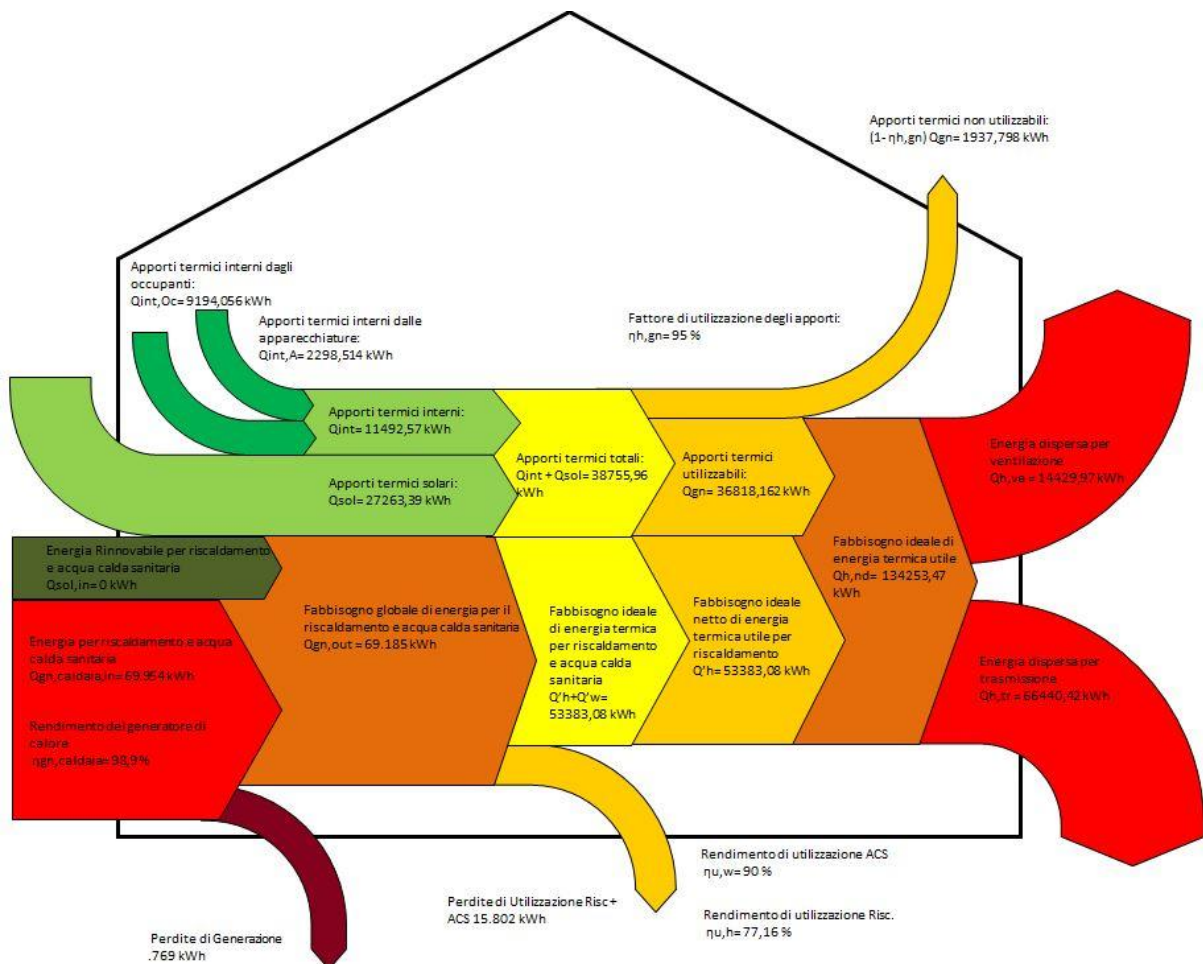 Apporti termici non utilizzabili:
(1- ηh,gn) Qgn= 1937,798 kWh
Apporti termici interni dagli
occupanti:
Qint,Oc= 9194,056 kWh
Apporti termici interni dalle
apparecchiature:
Qint,A= 2298,514 kWh
Fattore di utilizzazione degli apporti:
ηh,gn= 95 %
Apporti termici interni:
Qint= 11492,57 kWh
Apporti termici solari:
Qsol= 27263,39 kWh
Apporti termici totali:
Qint + Qsol= 38755,96
kWh
Apporti termici
utilizzabili:
Qgn= 36818,162 kWh
Energia dispersa per
ventilazione
Qh,ve = 14429,97 kWh
Energia Rinnovabile per riscaldamento
e acqua calda sanitaria
Qsol,in= 0 kWh
Fabbisogno globale di energia per il
riscaldamento e acqua calda sanitaria
Qgn,out = 69.185 kWh
Fabbisogno ideale
di energia termica
per riscaldamento
e acqua calda
sanitaria
Q'h+Q'w=
53383,08 kWh
Fabbisogno ideale
netto di energia
termica utile per
riscaldamento
Q'h= 53383,08 kWh
Fabbisogno ideale di
energia termica utile
Qh,nd= 134253,47
kWh
Energia per riscaldamento e acqua
calda sanitaria
Qgn,caldaia,in= 69.954 kWh
Rendimento del generatore di
calore
ηgn,caldaia= 98,9 %
Energia dispersa per
trasmissione
Qh,tr = 66440,42 kWh
Perdite di Generazione
.769 kWh
Perdite di Utilizzazione Risc +
ACS 15.802 kWh
Rendimento di utilizzazione ACS
ηu,w= 90 %
Rendimento di utilizzazione Risc.
ηu,h= 77,16 %